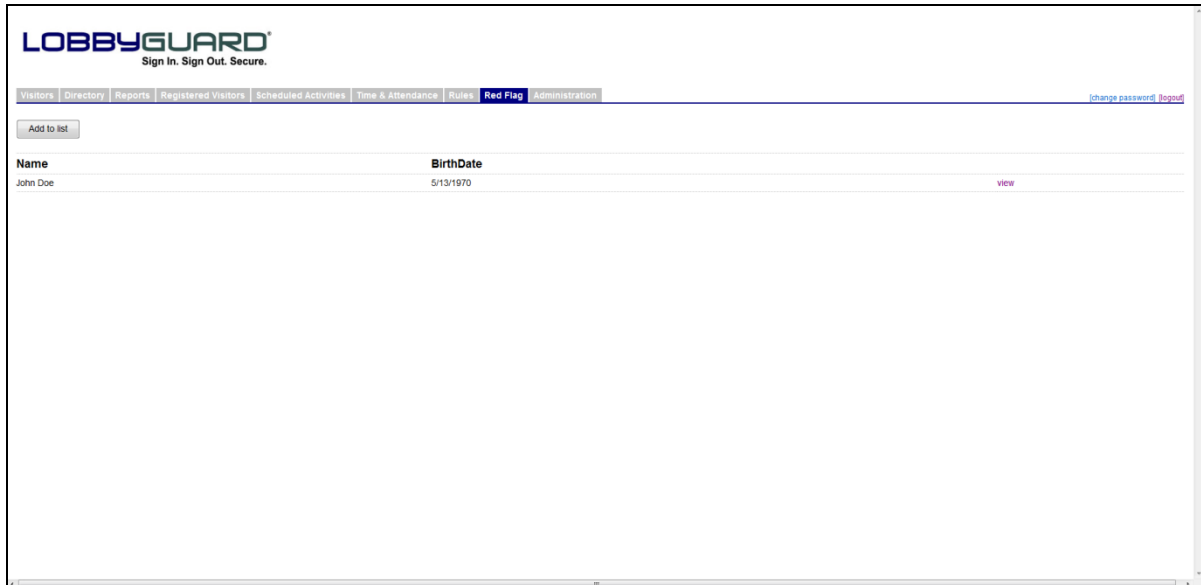 LOBBYGUARD®
Sign In. Sign Out. Secure.
Visitors Directory Reports Registered Visitors Scheduled Activities Time & Attendance Rules Red Flag Administration [change password] [logout]
Add to list
Name BirthDate
John Doe 5/13/1970 view